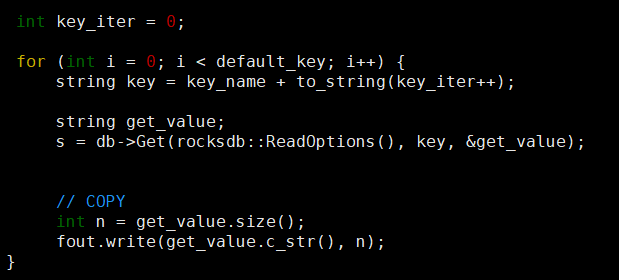 int key_iter = 0;
for (int i = 0; i < default_key; i++) {
string key = key_name + to_string(key_iter++);
string get_value;
s = db->Get(rocksdb::ReadOptions(), key, &get_value);
// COPY
int n = get_value.size();
fout.write(get_value.c_str(), n);
}